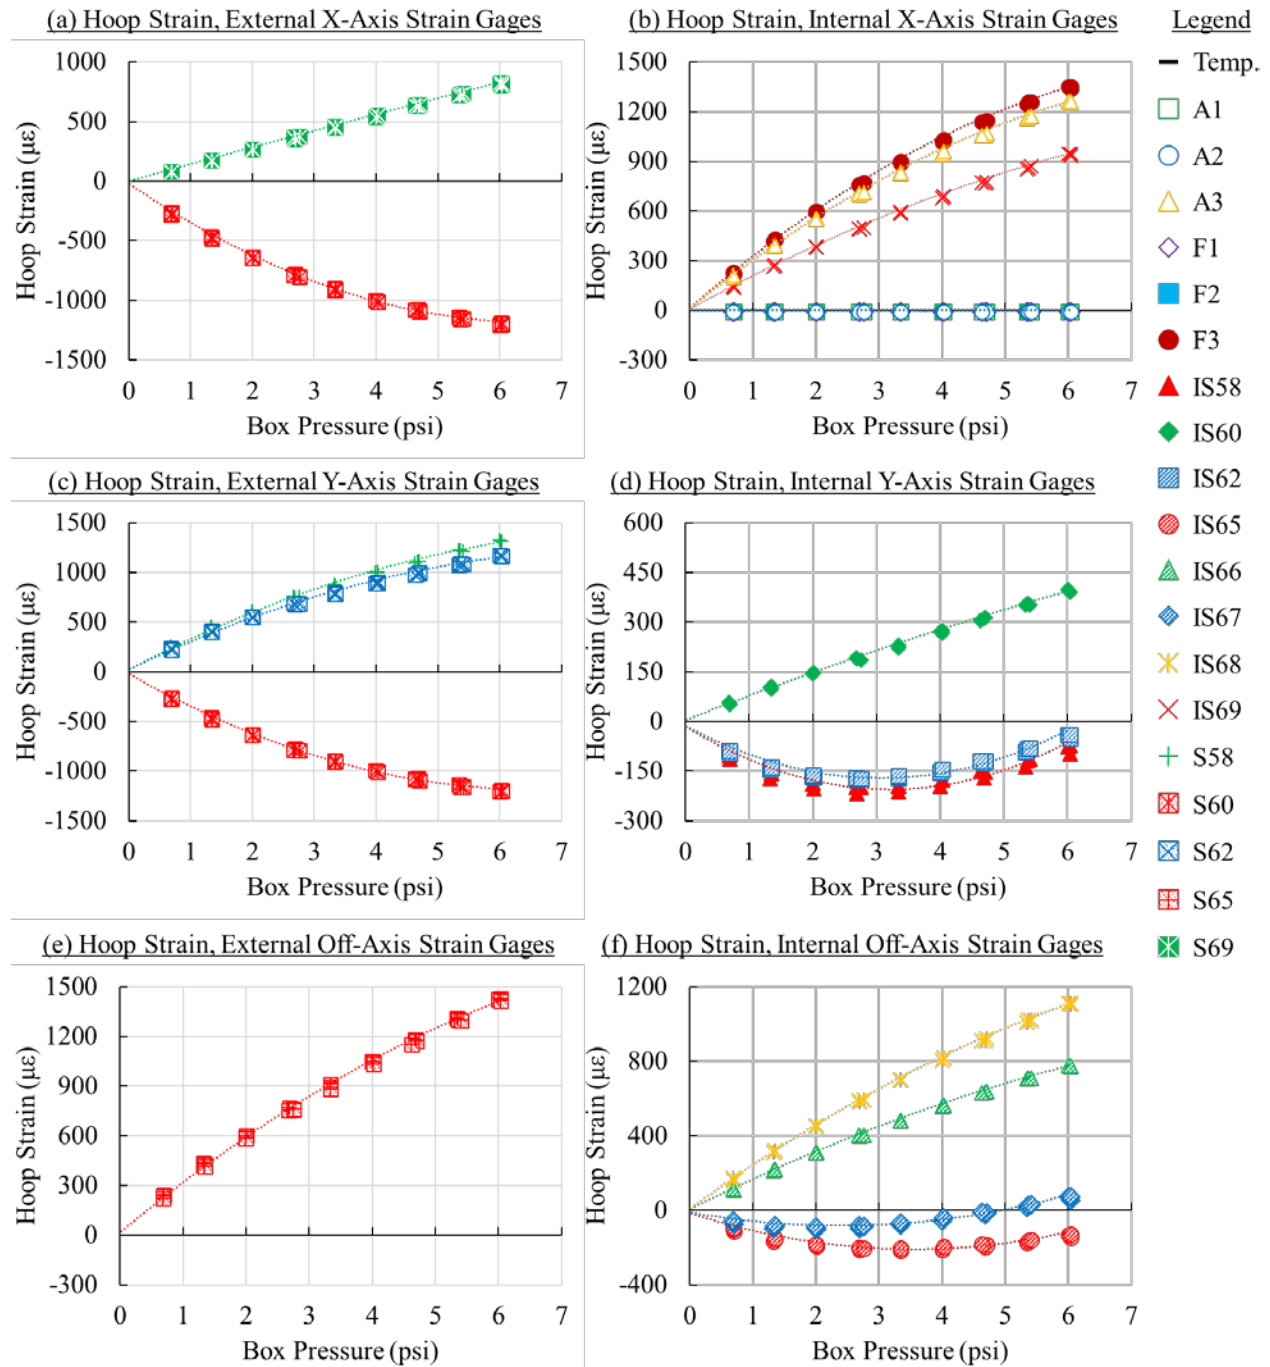 (a) Hoop Strain, External X-Axis Strain Gages
(b) Hoop Strain, Internal X-Axis Strain Gages
Legend
Hoop Strain (με)
1000
500
0
-500
-1000
-1500
0 1 2 3 4 5 6 7
Box Pressure (psi)
Hoop Strain (με)
1500
1200
900
600
300
0
-300
0 1 2 3 4 5 6 7
Box Pressure (psi)
Temp.
A1
A2
A3
F1
F2
F3
IS58
IS60
IS62
IS65
IS66
IS67
IS68
IS69
S58
S60
S62
S65
S69
(c) Hoop Strain, External Y-Axis Strain Gages
(d) Hoop Strain, Internal Y-Axis Strain Gages
Hoop Strain (με)
1500
1000
500
0
-500
-1000
-1500
0 1 2 3 4 5 6 7
Box Pressure (psi)
Hoop Strain (με)
600
450
300
150
0
-150
-300
0 1 2 3 4 5 6 7
Box Pressure (psi)
(e) Hoop Strain, External Off-Axis Strain Gages
(f) Hoop Strain, Internal Off-Axis Strain Gages
Hoop Strain (με)
1500
1200
900
600
300
0
-300
0 1 2 3 4 5 6 7
Box Pressure (psi)
Hoop Strain (με)
1200
800
400
0
-400
0 1 2 3 4 5 6 7
Box Pressure (psi)